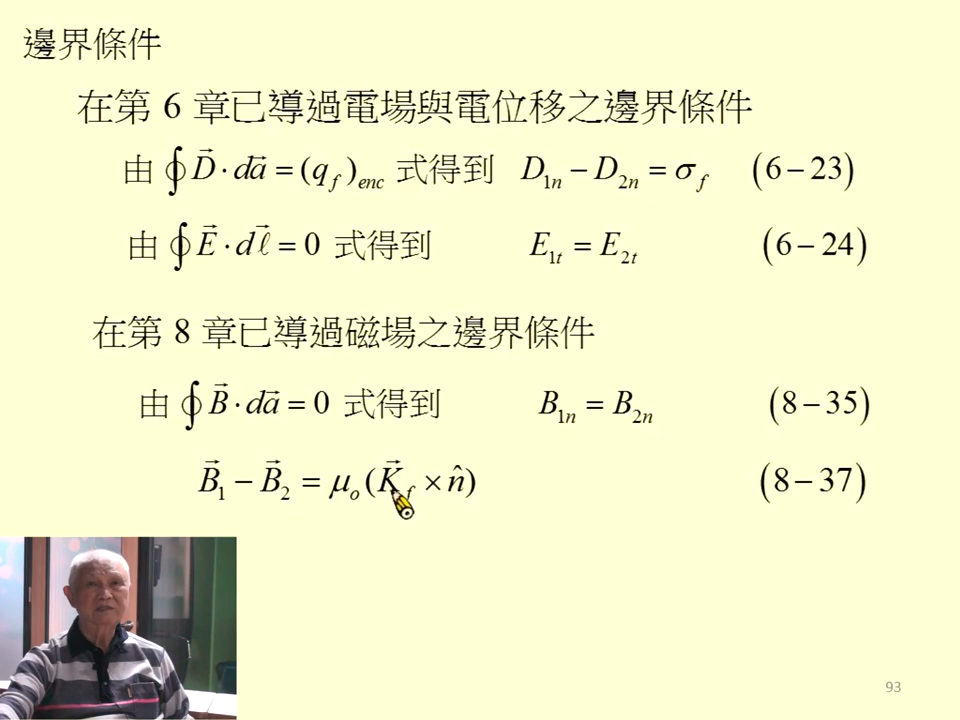 邊界條件
在第 6 章已導過電場與電位移之邊界條件
由 ∮ D⃗ · da⃗ = (q_f)_enc 式得到 D_1n − D_2n = σ_f (6−23)
由 ∮ E⃗ · dℓ⃗ = 0 式得到 E_1t = E_2t (6−24)
在第 8 章已導過磁場之邊界條件
由 ∮ B⃗ · da⃗ = 0 式得到 B_1n = B_2n (8−35)
B⃗_1 − B⃗_2 = μ_o (K⃗_f × n̂) (8−37)
93